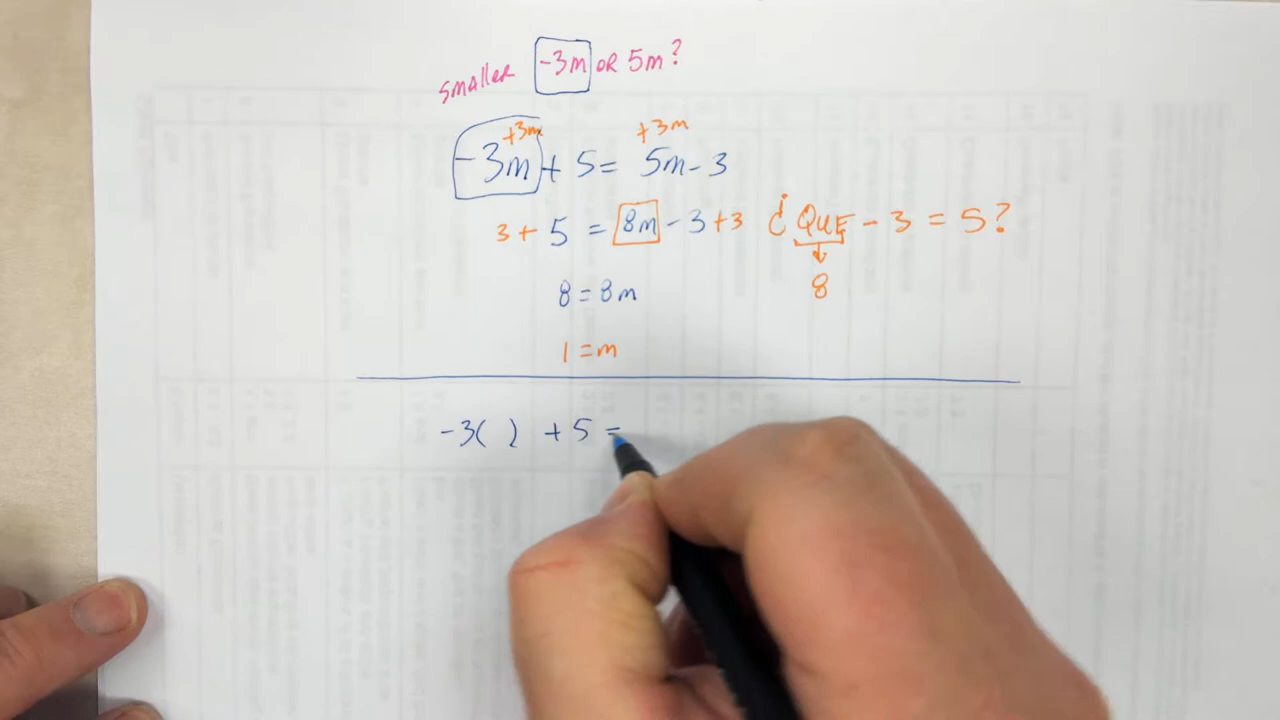 smaller -3m OR 5m?
+3m +3m
-3m + 5 = 5m - 3
3 + 5 = 8m - 3 + 3 ¿QUE - 3 = 5?
8 = 8m 8
1 = m
-3( ) + 5 =